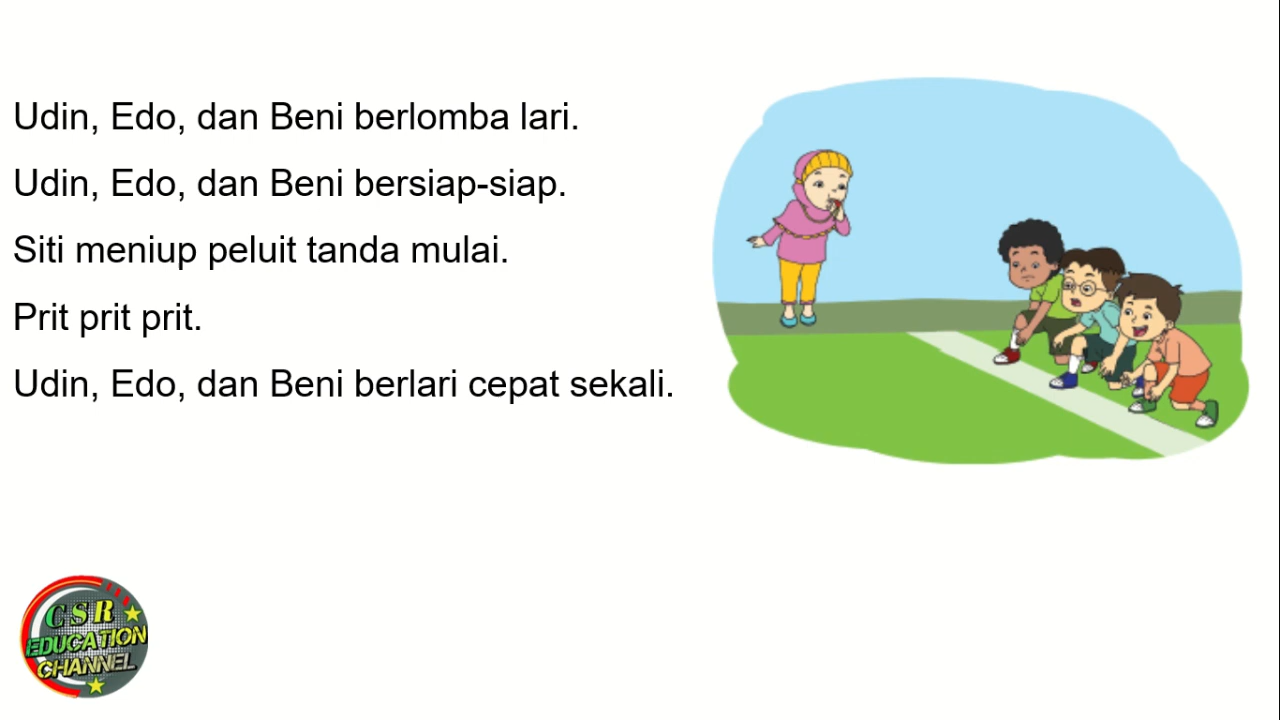 Udin, Edo, dan Beni berlomba lari.
Udin, Edo, dan Beni bersiap-siap.
Siti meniup peluit tanda mulai.
Prit prit prit.
Udin, Edo, dan Beni berlari cepat sekali.
CSR
EDUCATION
CHANNEL